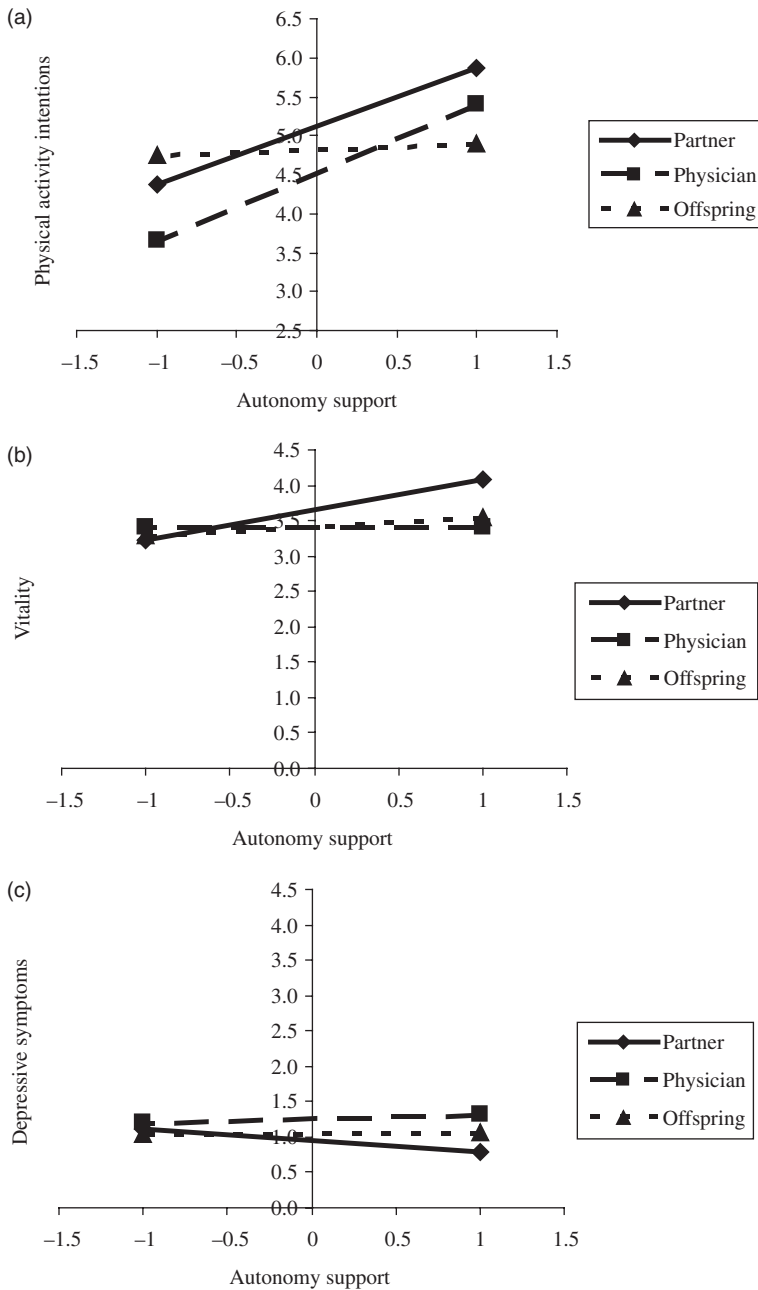 (a)
Physical activity intentions
6.5
6.0
5.5
5.0
4.5
4.0
3.5
3.0
2.5
–1.5 –1 –0.5 0 0.5 1 1.5
Autonomy support
Partner
Physician
Offspring
(b)
Vitality
4.5
4.0
3.5
3.0
2.5
2.0
1.5
1.0
0.5
0.0
–1.5 –1 –0.5 0 0.5 1 1.5
Autonomy support
Partner
Physician
Offspring
(c)
Depressive symptoms
4.5
4.0
3.5
3.0
2.5
2.0
1.5
1.0
0.5
0.0
–1.5 –1 –0.5 0 0.5 1 1.5
Autonomy support
Partner
Physician
Offspring